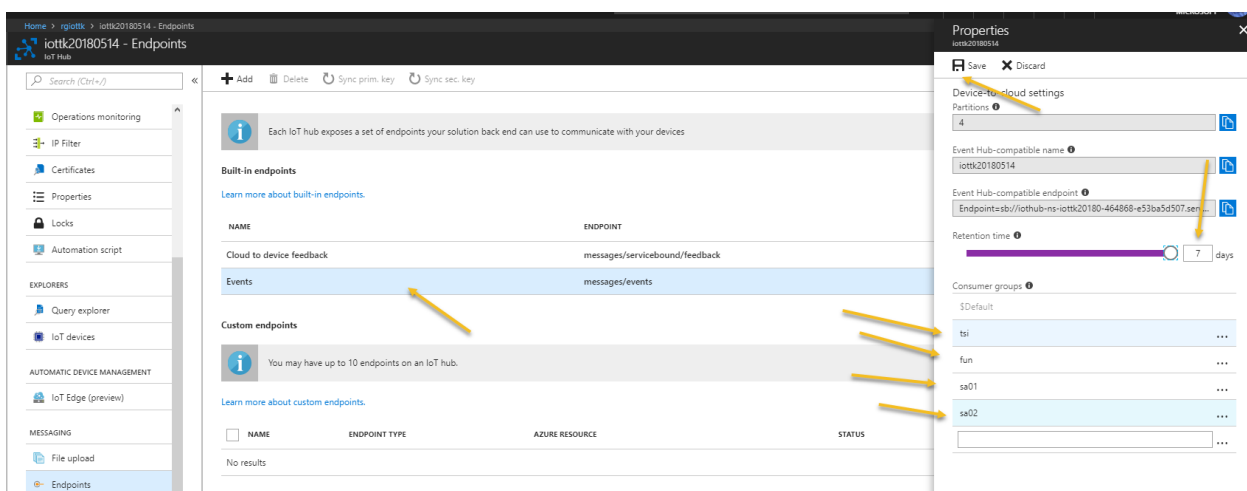 Home > rgiottk > iottk20180514 - Endpoints
iottk20180514 - Endpoints
IoT Hub
Search (Ctrl+/)
«
Operations monitoring
IP Filter
Certificates
Properties
Locks
Automation script
EXPLORERS
Query explorer
IoT devices
AUTOMATIC DEVICE MANAGEMENT
IoT Edge (preview)
MESSAGING
File upload
Endpoints
Add Delete Sync prim. key Sync sec. key
Each IoT hub exposes a set of endpoints your solution back end can use to communicate with your devices
Built-in endpoints
Learn more about built-in endpoints.
NAME ENDPOINT
Cloud to device feedback messages/servicebound/feedback
Events messages/events
Custom endpoints
You may have up to 10 endpoints on an IoT hub.
Learn more about custom endpoints.
NAME ENDPOINT TYPE AZURE RESOURCE STATUS
No results
MICROSOFT
Properties
iottk20180514
Save Discard
Device-to-cloud settings
Partitions
4
Event Hub-compatible name
iottk20180514
Event Hub-compatible endpoint
Endpoint=sb://iothub-ns-iottk20180-464868-e53ba5d507.serv...
Retention time
7 days
Consumer groups
$Default
tsi ...
fun ...
sa01 ...
sa02 ...
...